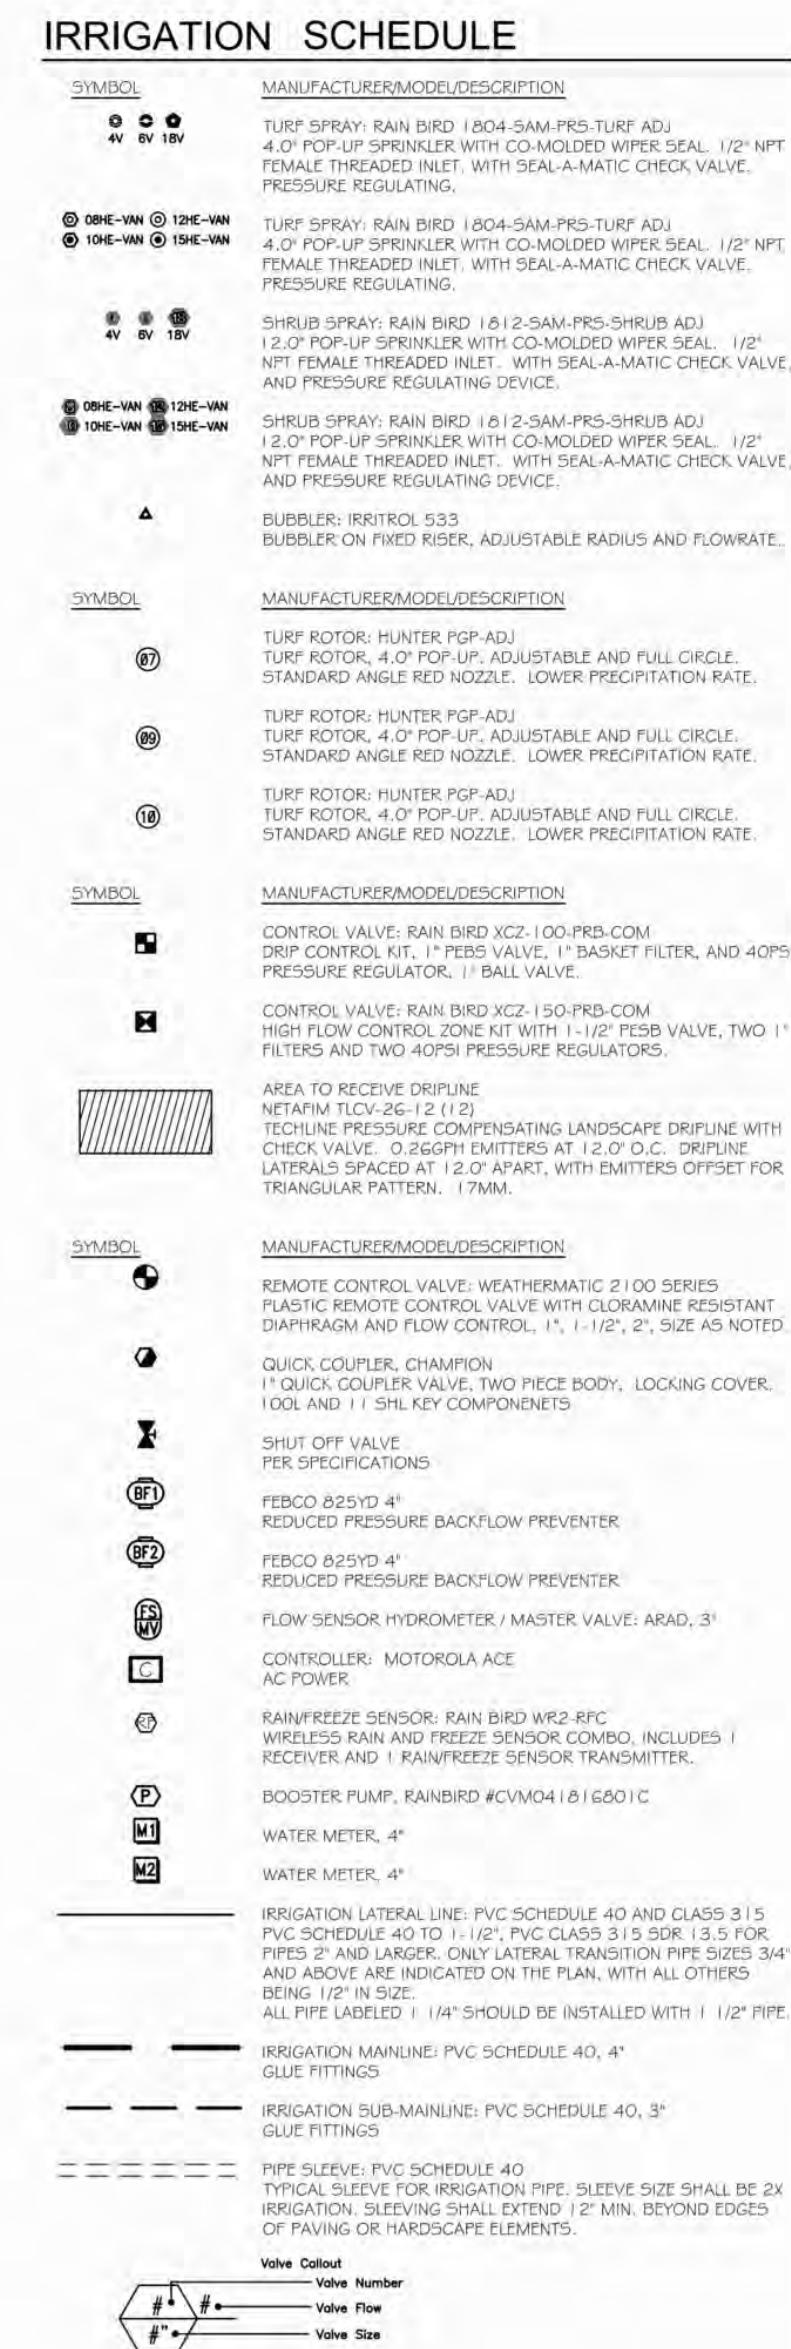 IRRIGATION SCHEDULE
SYMBOL MANUFACTURER/MODEL/DESCRIPTION
4V 6V 18V
TURF SPRAY: RAIN BIRD 1804-SAM-PRS-TURF ADJ
4.0" POP-UP SPRINKLER WITH CO-MOLDED WIPER SEAL. 1/2" NPT
FEMALE THREADED INLET. WITH SEAL-A-MATIC CHECK VALVE.
PRESSURE REGULATING.
08HE-VAN 12HE-VAN
10HE-VAN 15HE-VAN
TURF SPRAY: RAIN BIRD 1804-SAM-PRS-TURF ADJ
4.0" POP-UP SPRINKLER WITH CO-MOLDED WIPER SEAL. 1/2" NPT
FEMALE THREADED INLET. WITH SEAL-A-MATIC CHECK VALVE.
PRESSURE REGULATING.
4V 6V 18V
SHRUB SPRAY: RAIN BIRD 1812-SAM-PRS-SHRUB ADJ
12.0" POP-UP SPRINKLER WITH CO-MOLDED WIPER SEAL. 1/2"
NPT FEMALE THREADED INLET. WITH SEAL-A-MATIC CHECK VALVE,
AND PRESSURE REGULATING DEVICE.
08HE-VAN 12HE-VAN
10HE-VAN 15HE-VAN
SHRUB SPRAY: RAIN BIRD 1812-SAM-PRS-SHRUB ADJ
12.0" POP-UP SPRINKLER WITH CO-MOLDED WIPER SEAL. 1/2"
NPT FEMALE THREADED INLET. WITH SEAL-A-MATIC CHECK VALVE,
AND PRESSURE REGULATING DEVICE.
BUBBLER: IRRITROL 533
BUBBLER ON FIXED RISER, ADJUSTABLE RADIUS AND FLOWRATE.
SYMBOL MANUFACTURER/MODEL/DESCRIPTION
07
TURF ROTOR: HUNTER PGP-ADJ
TURF ROTOR, 4.0" POP-UP. ADJUSTABLE AND FULL CIRCLE.
STANDARD ANGLE RED NOZZLE. LOWER PRECIPITATION RATE.
09
TURF ROTOR: HUNTER PGP-ADJ
TURF ROTOR, 4.0" POP-UP. ADJUSTABLE AND FULL CIRCLE.
STANDARD ANGLE RED NOZZLE. LOWER PRECIPITATION RATE.
10
TURF ROTOR: HUNTER PGP-ADJ
TURF ROTOR, 4.0" POP-UP. ADJUSTABLE AND FULL CIRCLE.
STANDARD ANGLE RED NOZZLE. LOWER PRECIPITATION RATE.
SYMBOL MANUFACTURER/MODEL/DESCRIPTION
CONTROL VALVE: RAIN BIRD XCZ-100-PRB-COM
DRIP CONTROL KIT, 1" PEBS VALVE, 1" BASKET FILTER, AND 40PS
PRESSURE REGULATOR, 1" BALL VALVE.
CONTROL VALVE: RAIN BIRD XCZ-150-PRB-COM
HIGH FLOW CONTROL ZONE KIT WITH 1-1/2" PESB VALVE, TWO 1"
FILTERS AND TWO 40PSI PRESSURE REGULATORS.
AREA TO RECEIVE DRIPLINE
NETAFIM TLCV-26-12 (12)
TECHLINE PRESSURE COMPENSATING LANDSCAPE DRIPLINE WITH
CHECK VALVE. 0.26GPH EMITTERS AT 12.0" O.C. DRIPLINE
LATERALS SPACED AT 12.0" APART, WITH EMITTERS OFFSET FOR
TRIANGULAR PATTERN. 17MM.
SYMBOL MANUFACTURER/MODEL/DESCRIPTION
REMOTE CONTROL VALVE: WEATHERMATIC 2100 SERIES
PLASTIC REMOTE CONTROL VALVE WITH CLORAMINE RESISTANT
DIAPHRAGM AND FLOW CONTROL, 1", 1-1/2", 2", SIZE AS NOTED
QUICK COUPLER, CHAMPION
1" QUICK COUPLER VALVE, TWO PIECE BODY. LOCKING COVER.
100L AND 11 SHL KEY COMPONENETS
SHUT OFF VALVE
PER SPECIFICATIONS
BF1
FEBCO 825YD 4"
REDUCED PRESSURE BACKFLOW PREVENTER
BF2
FEBCO 825YD 4"
REDUCED PRESSURE BACKFLOW PREVENTER
FS
MV
FLOW SENSOR HYDROMETER / MASTER VALVE: ARAD, 3"
C
CONTROLLER: MOTOROLA ACE
AC POWER
RF
RAIN/FREEZE SENSOR: RAIN BIRD WR2-RFC
WIRELESS RAIN AND FREEZE SENSOR COMBO, INCLUDES 1
RECEIVER AND 1 RAIN/FREEZE SENSOR TRANSMITTER.
P BOOSTER PUMP, RAINBIRD #CVM041816801C
M1 WATER METER, 4"
M2 WATER METER, 4"
IRRIGATION LATERAL LINE: PVC SCHEDULE 40 AND CLASS 315
PVC SCHEDULE 40 TO 1-1/2", PVC CLASS 315 SDR 13.5 FOR
PIPES 2" AND LARGER. ONLY LATERAL TRANSITION PIPE SIZES 3/4"
AND ABOVE ARE INDICATED ON THE PLAN, WITH ALL OTHERS
BEING 1/2" IN SIZE.
ALL PIPE LABELED 1 1/4" SHOULD BE INSTALLED WITH 1 1/2" PIPE.
IRRIGATION MAINLINE: PVC SCHEDULE 40, 4"
GLUE FITTINGS
IRRIGATION SUB-MAINLINE: PVC SCHEDULE 40, 3"
GLUE FITTINGS
PIPE SLEEVE: PVC SCHEDULE 40
TYPICAL SLEEVE FOR IRRIGATION PIPE. SLEEVE SIZE SHALL BE 2X
IRRIGATION. SLEEVING SHALL EXTEND 12" MIN. BEYOND EDGES
OF PAVING OR HARDSCAPE ELEMENTS.
Valve Callout
Valve Number
# # Valve Flow
#" Valve Size